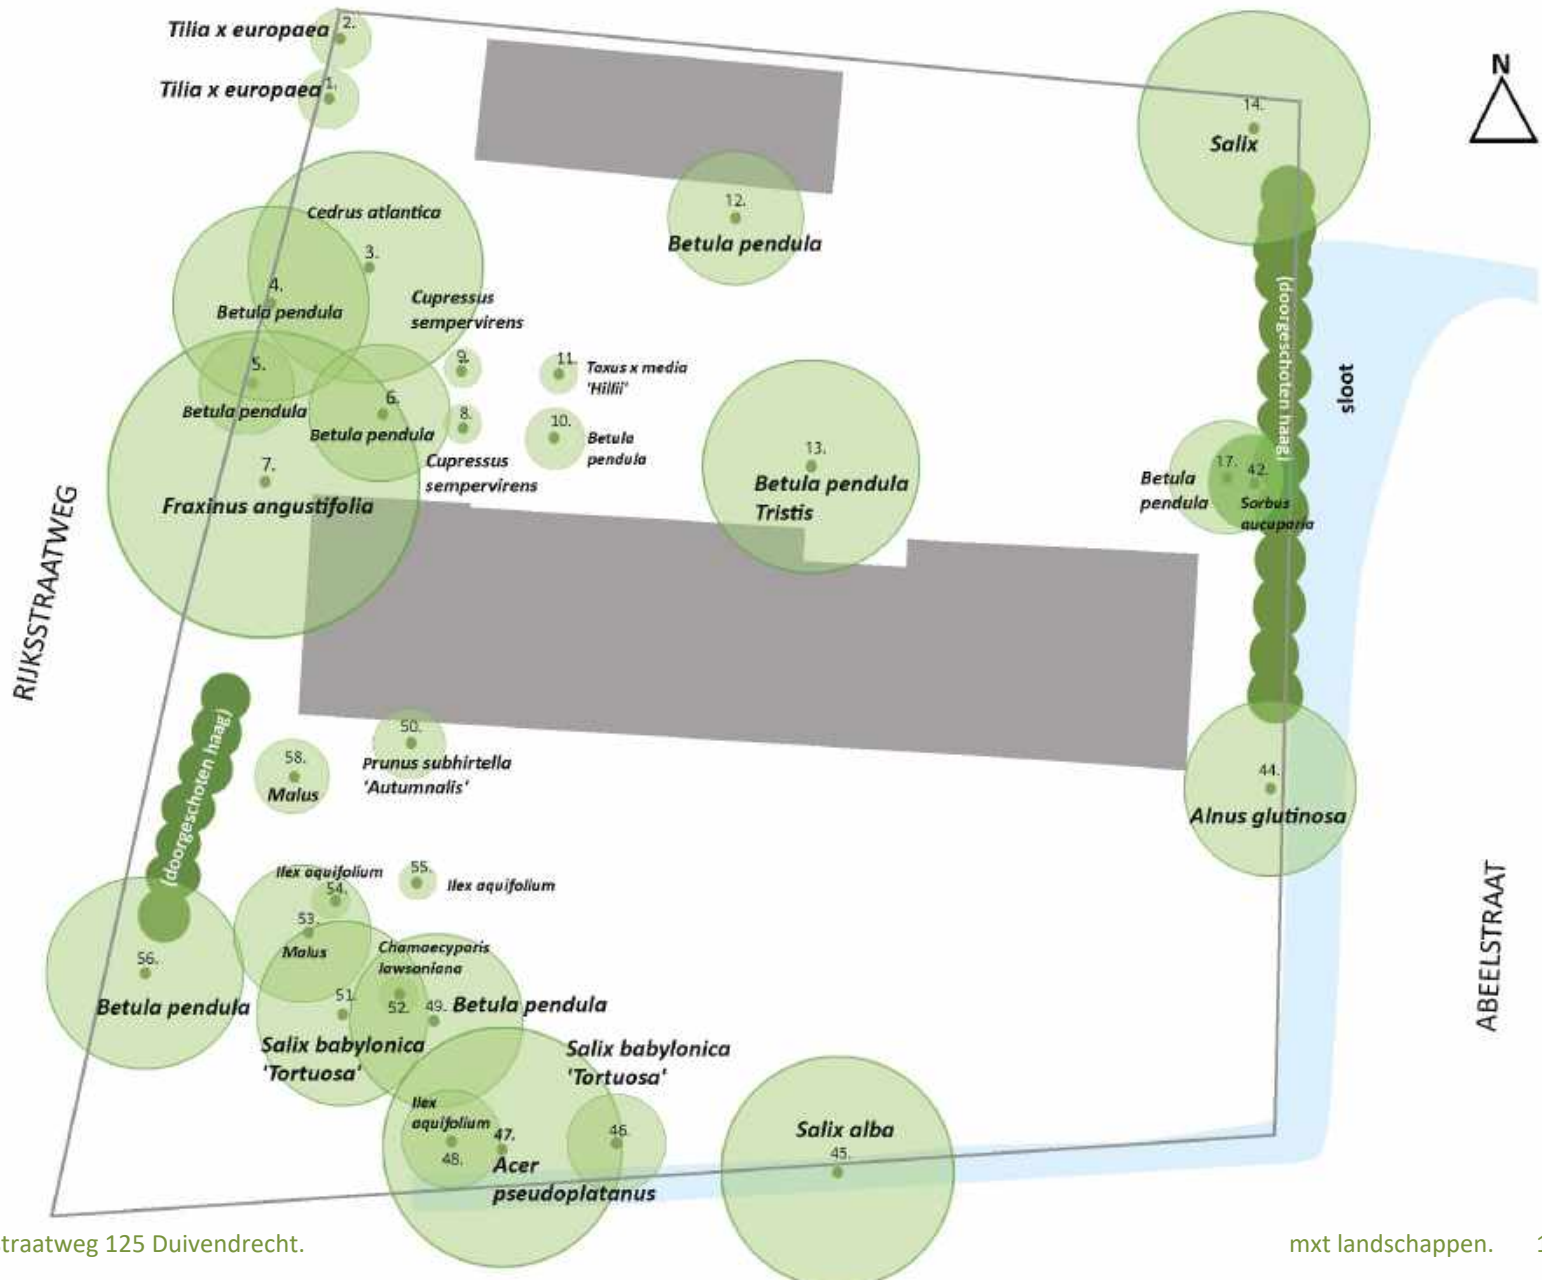 2.
Tilia x europaea
1.
Tilia x europaea
N
14.
Salix
Cedrus atlantica
3.
12.
Betula pendula
4.
Betula pendula
Cupressus
sempervirens
(doorgeschoten haag)
sloot
5.
Betula pendula
6.
Betula pendula
9.
11.
Taxus x media
'Hillii'
8.
10.
Betula
pendula
Cupressus
sempervirens
7.
Fraxinus angustifolia
13.
Betula pendula
Tristis
17.
Betula
pendula
42.
Sorbus
aucuparia
RIJKSSTRAATWEG
(doorgeschoten haag)
58.
Malus
50.
Prunus subhirtella
'Autumnalis'
44.
Alnus glutinosa
Ilex aquifolium
54.
55.
Ilex aquifolium
53.
Malus
Chamaecyparis
lawsoniana
52.
49.
Betula pendula
56.
Betula pendula
51.
Salix babylonica
'Tortuosa'
Salix babylonica
'Tortuosa'
46.
Ilex
aquifolium
48.
47.
Acer
pseudoplatanus
Salix alba
45.
ABEELSTRAAT
straatweg 125 Duivendrecht.
mxt landschappen. 1